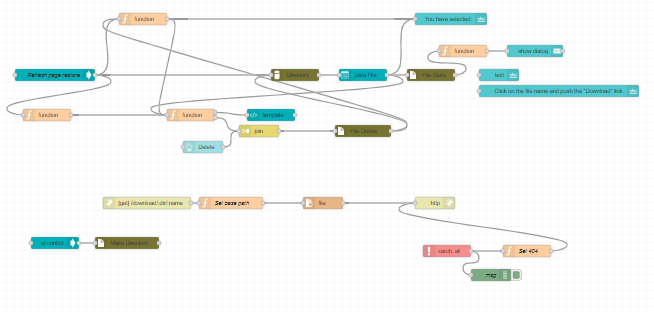 function
You have selected:
function
show dialog
Refresh page restore
Directory
Data File
File Stats
text
Click on the file name and push the "Download" link.
function
function
template
join
File Delete
Delete
[get] /download/:dir/:name
Set base path
file
http
ui control
Make Directory
catch: all
Set 404
msg